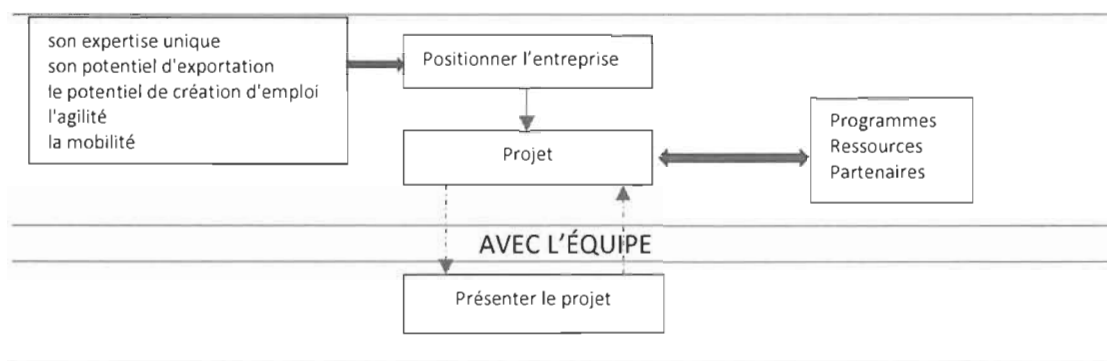 son expertise unique
son potentiel d'exportation
le potentiel de création d'emploi
l'agilité
la mobilité
Positionner l'entreprise
Projet
Programmes
Ressources
Partenaires
AVEC L'ÉQUIPE
Présenter le projet